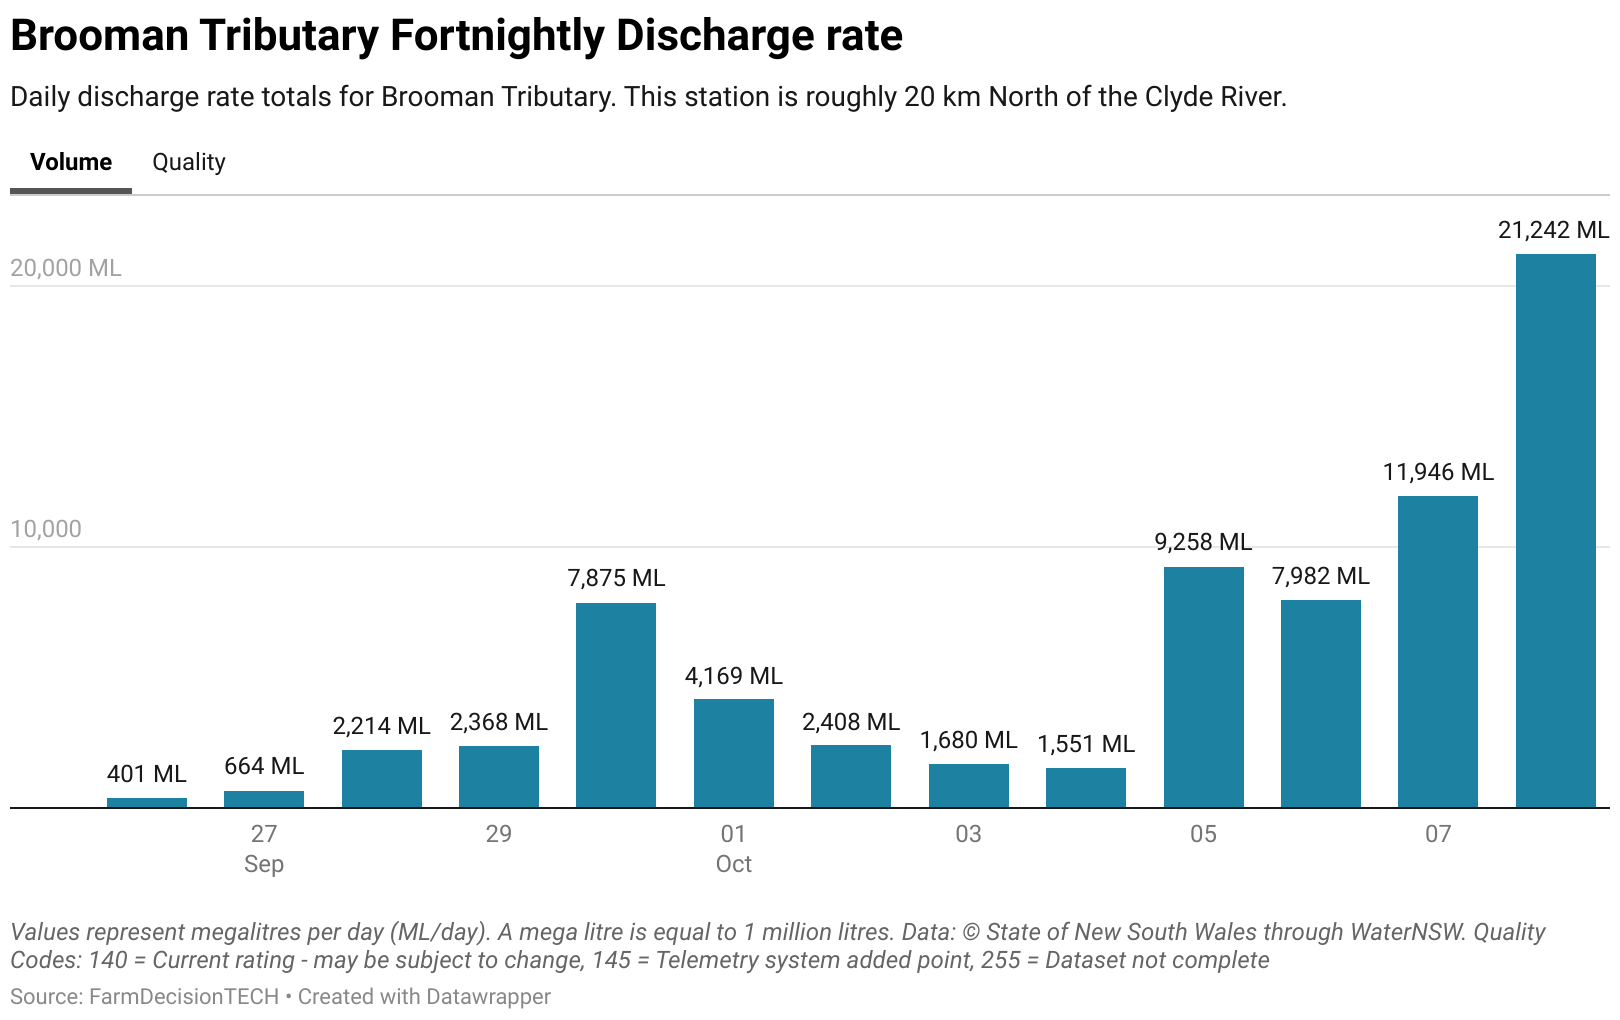 Brooman Tributary Fortnightly Discharge rate
Daily discharge rate totals for Brooman Tributary. This station is roughly 20 km North of the Clyde River.
Volume Quality
21,242 ML
20,000 ML
11,946 ML
10,000
9,258 ML
7,875 ML
7,982 ML
4,169 ML
2,214 ML
2,368 ML
2,408 ML
1,680 ML
1,551 ML
401 ML
664 ML
27 29 01 03 05 07
Sep Oct
Values represent megalitres per day (ML/day). A mega litre is equal to 1 million litres. Data: © State of New South Wales through WaterNSW. Quality
Codes: 140 = Current rating - may be subject to change, 145 = Telemetry system added point, 255 = Dataset not complete
Source: FarmDecisionTECH • Created with Datawrapper